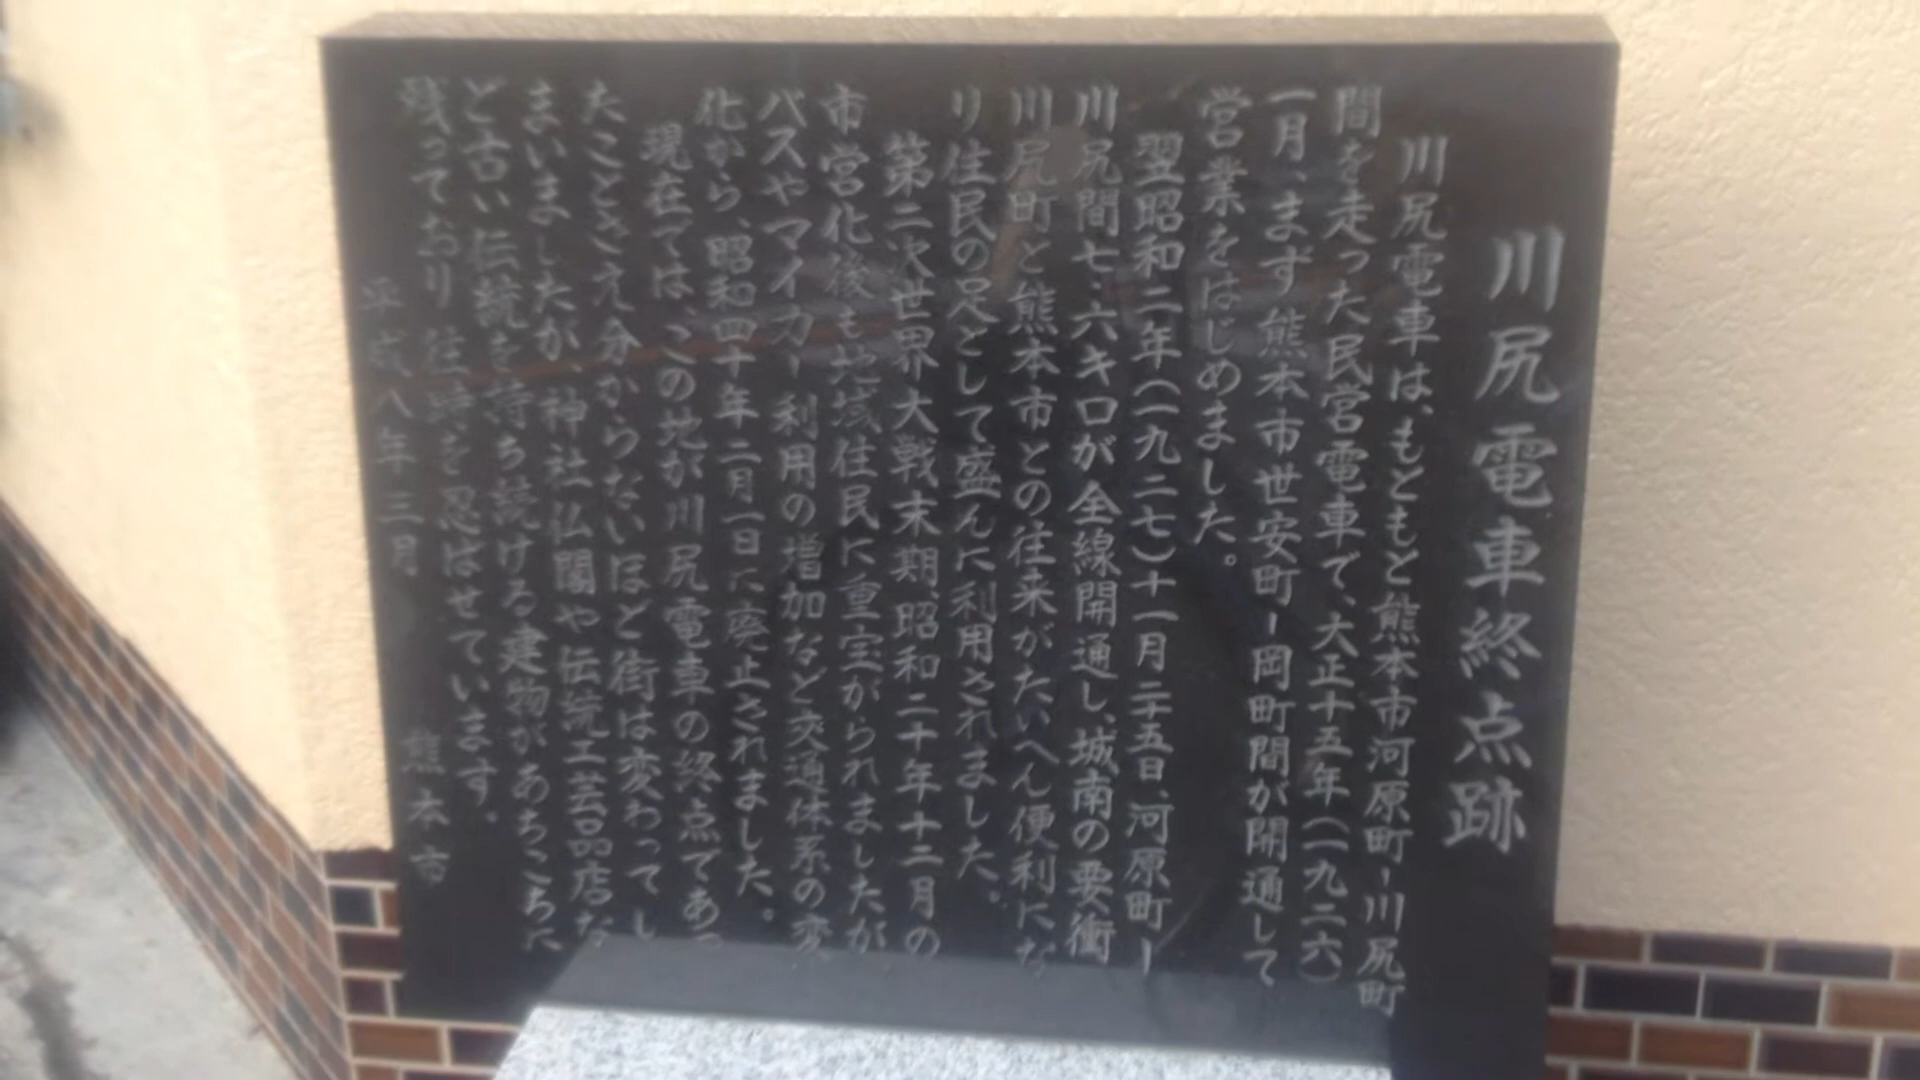 川尻電車終点跡
川尻電車は、もともと熊本市河原町ー川尻町
間を走った民営電車で、大正十五年（一九二六）
一月、まず熊本市世安町ー岡町間が開通して
営業をはじめました。
翌昭和二年（一九二七）十一月二十五日、河原町ー
川尻間七・六キロが全線開通し、城南の要衝
川尻町と熊本市との往来がたいへん便利にな
り住民の足として盛んに利用されました。
第二次世界大戦末期、昭和二十年十二月の
市営化後も地域住民に重宝がられましたが
バスやマイカー利用の増加など交通体系の変
化から、昭和四十年二月一日に廃止されました。
現在では、この地が川尻電車の終点であっ
たことさえ分からないほど街は変わってし
まいましたが、神社仏閣や伝統工芸品店な
ど古い伝統を持ち続ける建物があちこちに
残っており往時を忍ばせています。
平成八年三月 熊本市